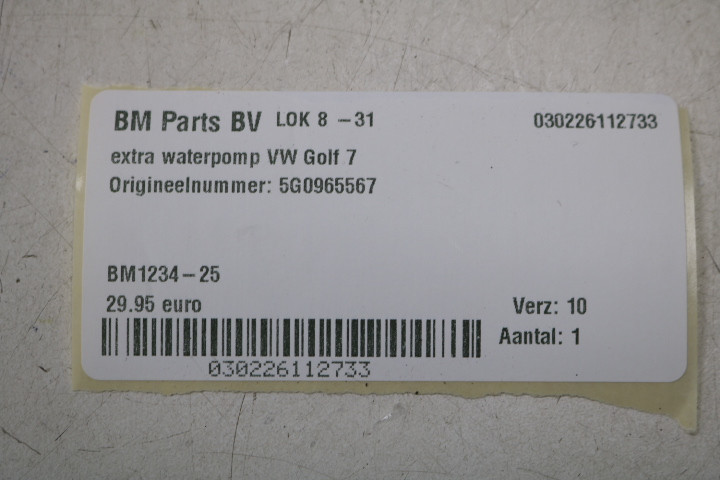 BM Parts BV LOK 8 -31 030226112733
extra waterpomp VW Golf 7
Origineelnummer: 5G0965567
BM1234-25
29.95 euro
Verz: 10
Aantal: 1
030226112733